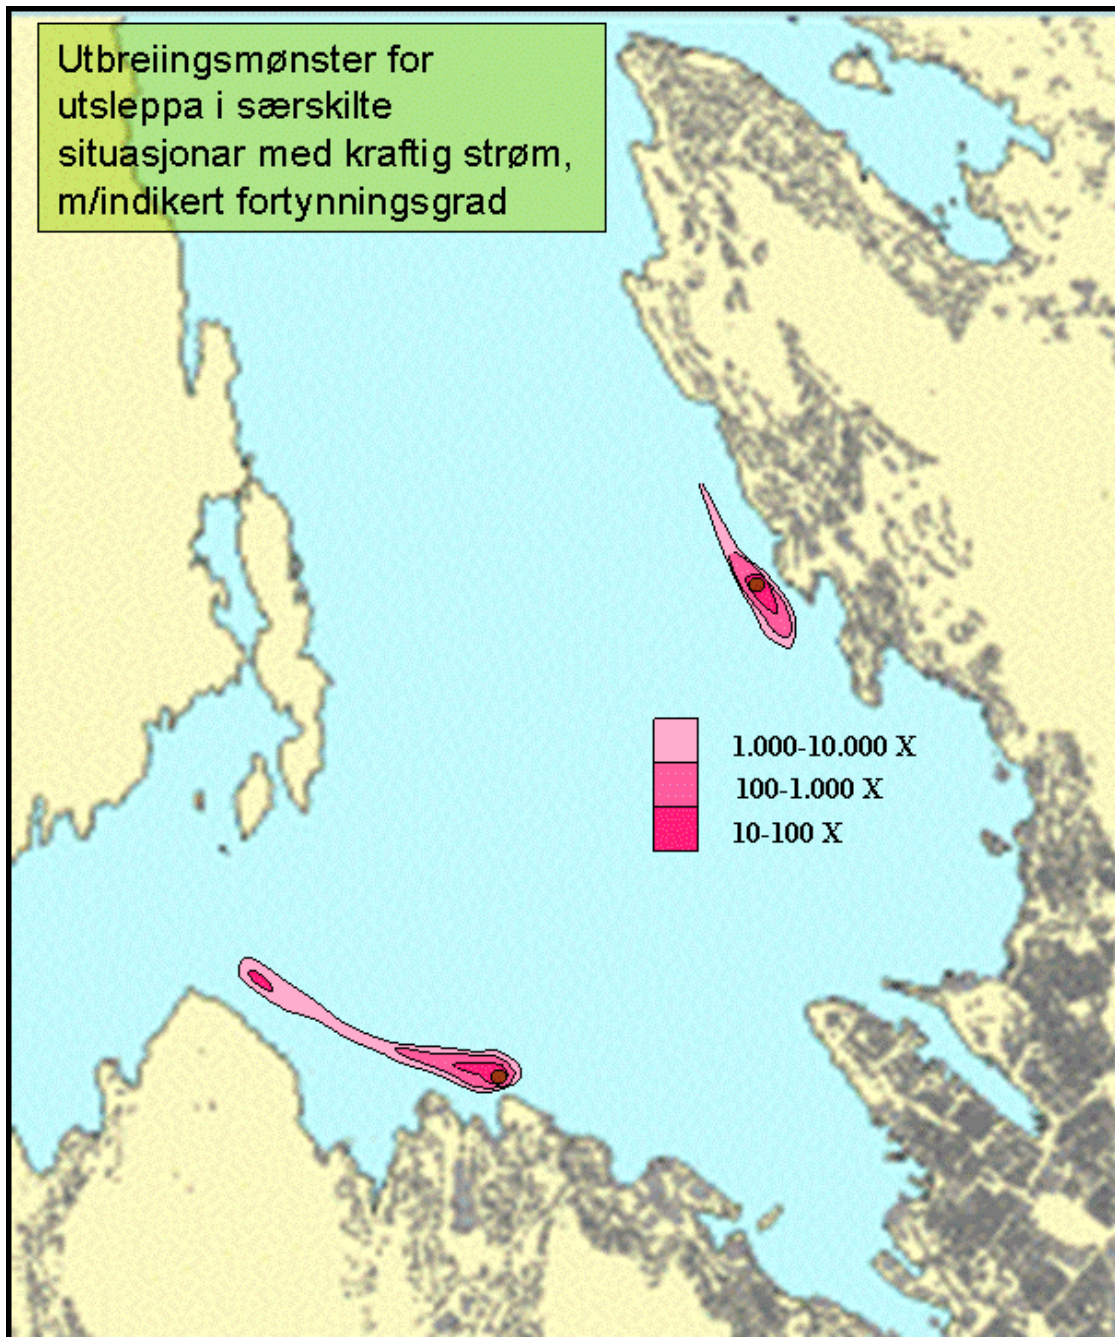 Utbreiingsmønster for
utsleppa i særskilte
situasjonar med kraftig strøm,
m/indikert fortynningsgrad
1.000-10.000 X
100-1.000 X
10-100 X